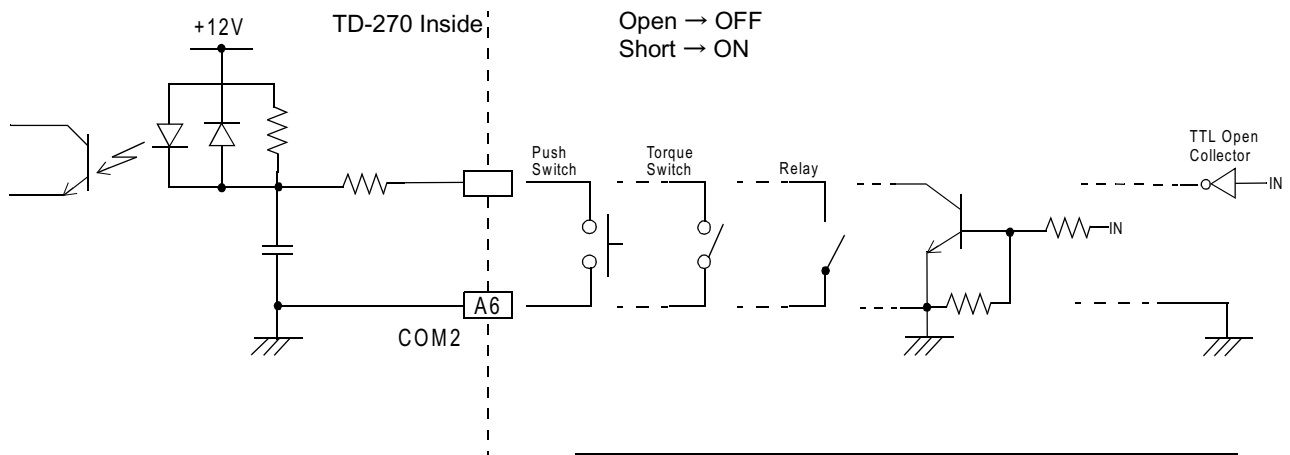 +12V
TD-270 Inside
Open → OFF
Short → ON
Push
Switch
Torque
Switch
Relay
TTL Open
Collector
IN
IN
A6
COM2